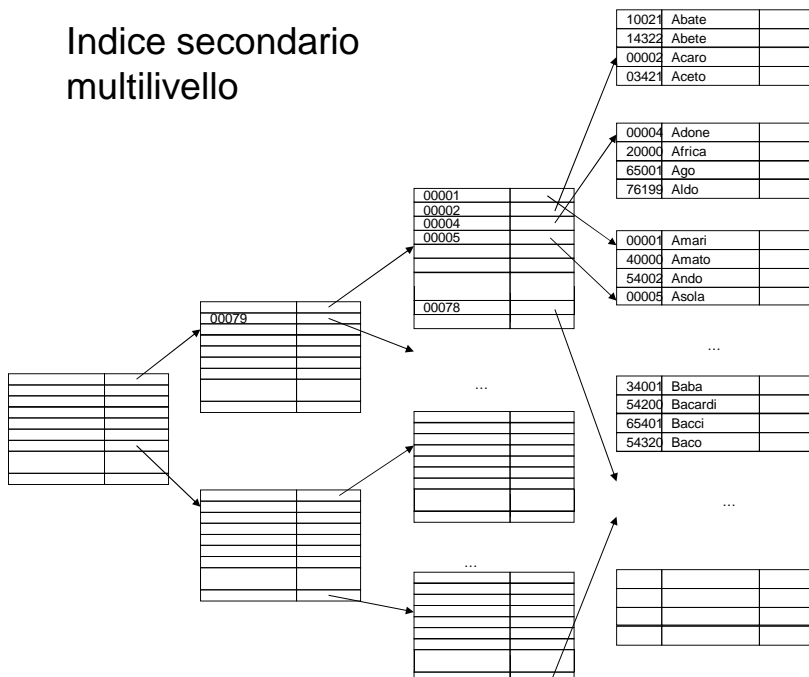 Indice secondario
multilivello
10021 Abate
14322 Abete
00002 Acaro
03421 Aceto
00004 Adone
20000 Africa
65001 Ago
76199 Aldo
00001
00002
00004
00005
00078
00001 Amari
40000 Amato
54002 Ando
00005 Asola
00079
...
...
34001 Baba
54200 Bacardi
65401 Bacci
54320 Baco
...
...